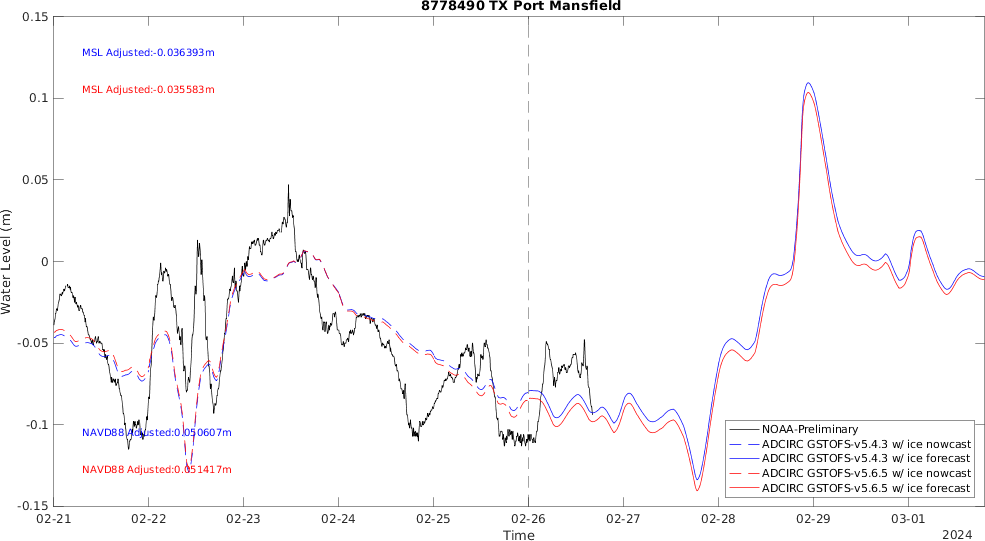 8778490 TX Port Mansfield
0.15
MSL Adjusted:-0.036393m
MSL Adjusted:-0.035583m
0.1
0.05
0
Water Level (m)
-0.05
-0.1
NAVD88 Adjusted:0.050607m
NAVD88 Adjusted:0.051417m
-0.15
NOAA-Preliminary
ADCIRC GSTOFS-v5.4.3 w/ ice nowcast
ADCIRC GSTOFS-v5.4.3 w/ ice forecast
ADCIRC GSTOFS-v5.6.5 w/ ice nowcast
ADCIRC GSTOFS-v5.6.5 w/ ice forecast
02-21 02-22 02-23 02-24 02-25 02-26 02-27 02-28 02-29 03-01
Time
2024